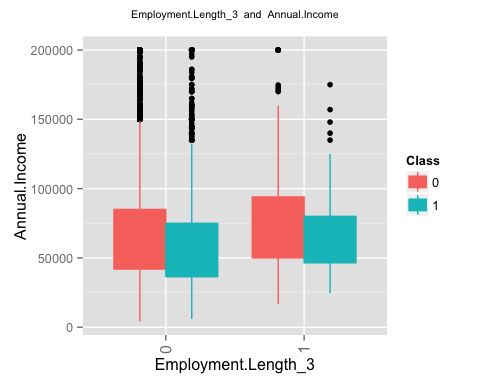 Employment.Length_3 and Annual.Income
200000
150000
100000
50000
0
Annual.Income
0
1
Employment.Length_3
Class
0
1